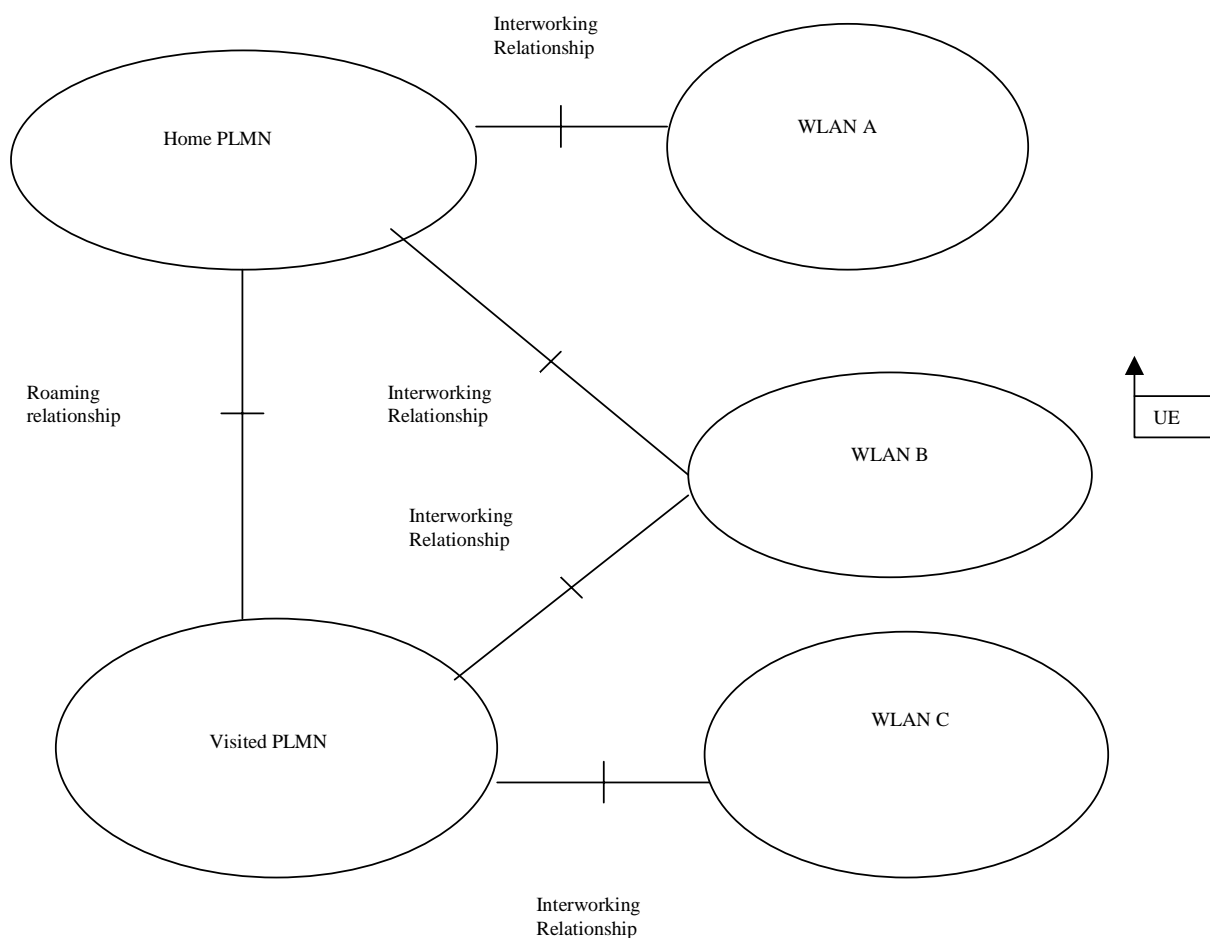 Interworking
Relationship
Home PLMN
WLAN A
Roaming
relationship
Interworking
Relationship
UE
WLAN B
Interworking
Relationship
Visited PLMN
WLAN C
Interworking
Relationship